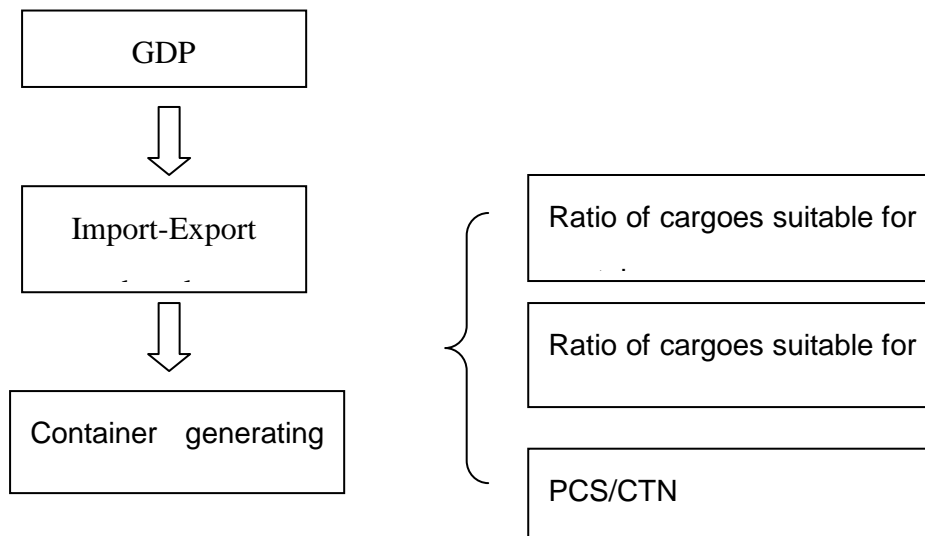 GDP
Import-Export
Container generating
Ratio of cargoes suitable for
Ratio of cargoes suitable for
PCS/CTN